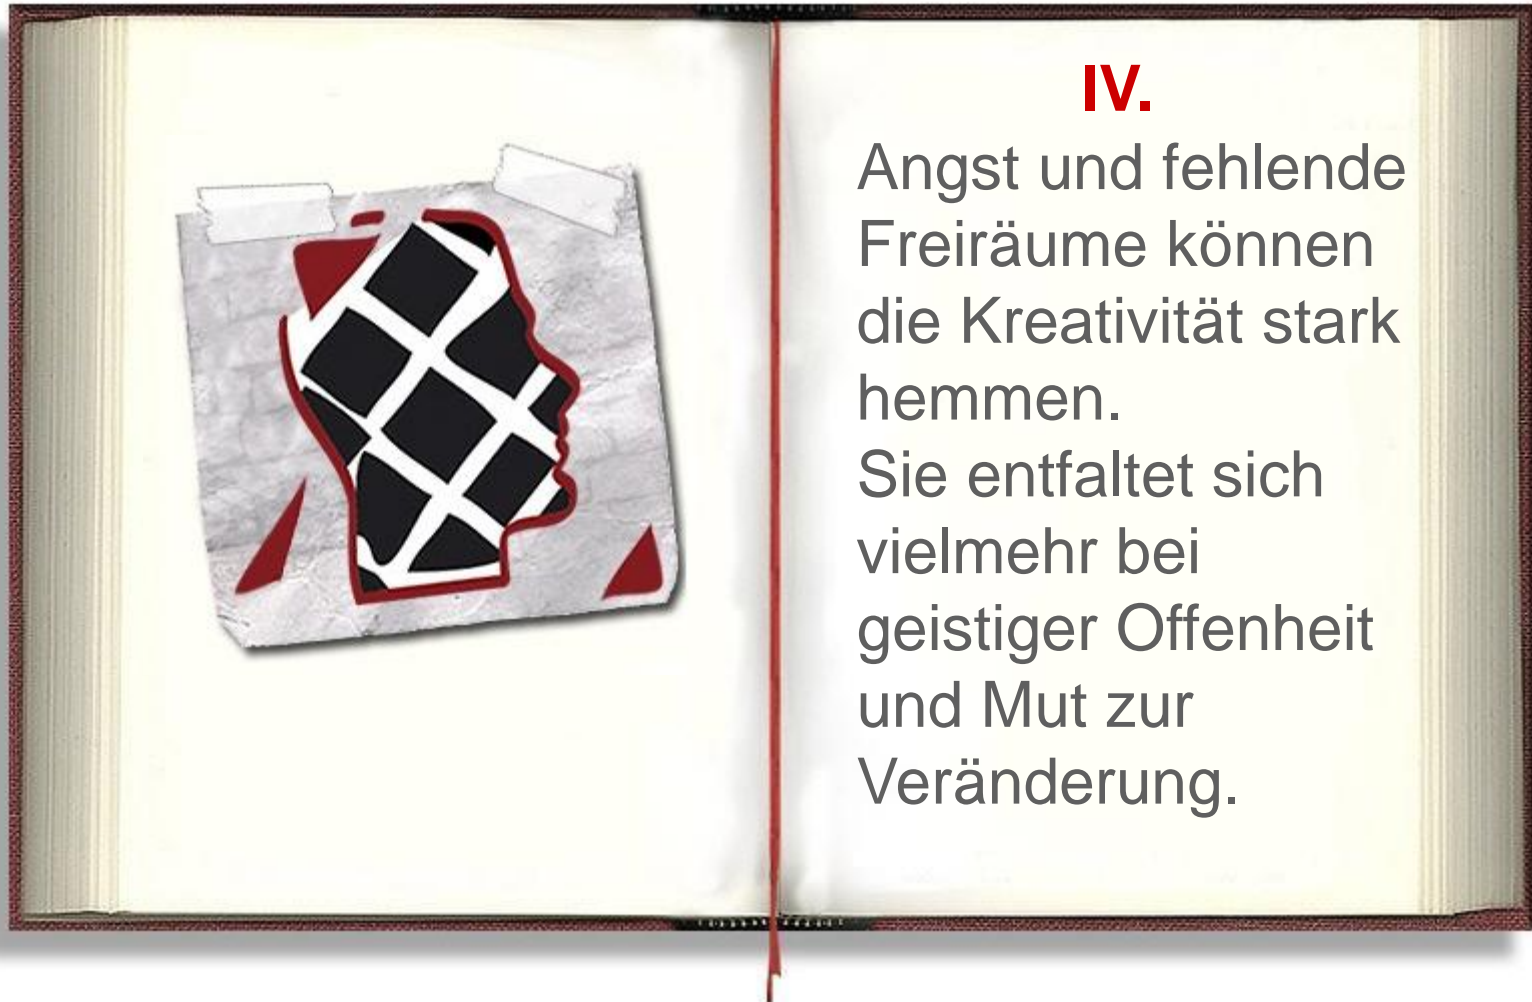 IV.
Angst und fehlende
Freiräume können
die Kreativität stark
hemmen.
Sie entfaltet sich
vielmehr bei
geistiger Offenheit
und Mut zur
Veränderung.